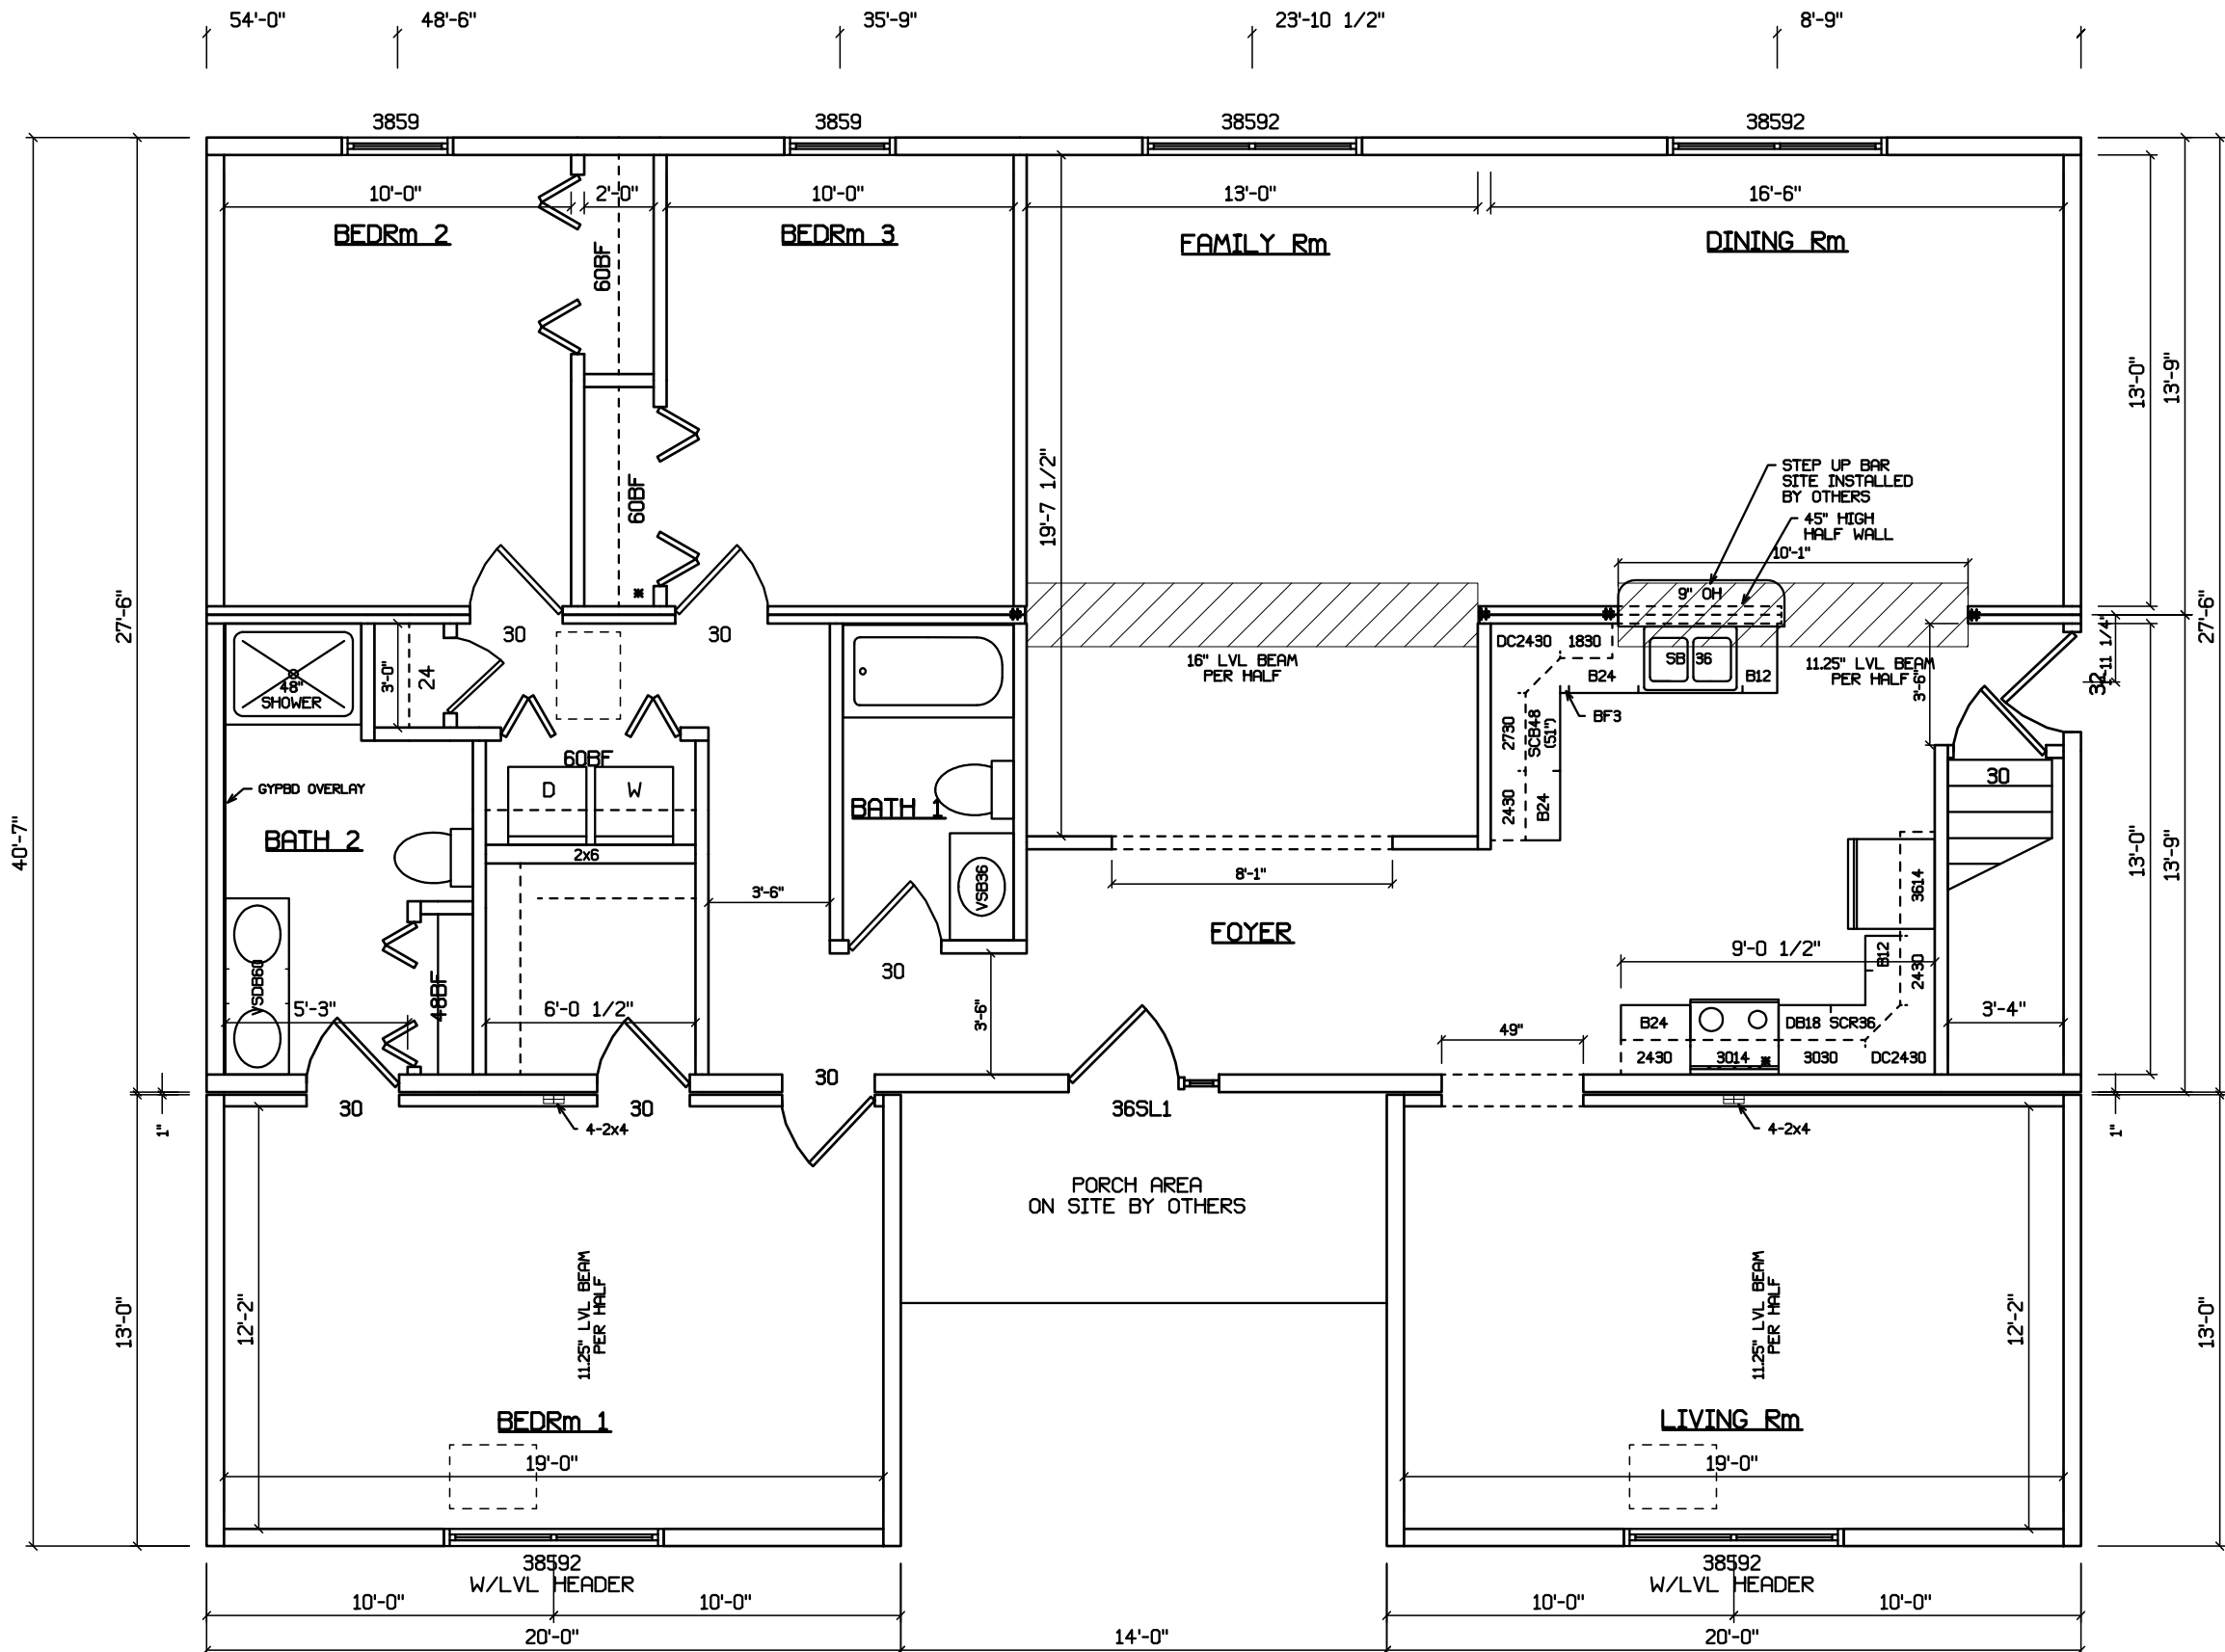 54'-0"
48'-6"
35'-9"
23'-10 1/2"
8'-9"
3859
3859
38592
38592
10'-0"
2'-0"
10'-0"
13'-0"
16'-6"
BEDRm 2
BEDRm 3
FAMILY Rm
DINING Rm
60BF
60BF
19'-7 1/2"
13'-0"
13'-9"
STEP UP BAR
SITE INSTALLED
BY OTHERS
45" HIGH
HALF WALL
10'-1"
9" OH
27'-6"
27'-6"
30
30
24
3'-0"
48"
SHOWER
16" LVL BEAM
PER HALF
DC2430
1830
B24
SB 36
B12
11.25" LVL BEAM
PER HALF
3'-6"
32
1'-11 1/4"
BF3
2730
SCB48
(51")
2430
B24
60BF
D
W
2x6
GYPBD OVERLAY
BATH 2
BATH 1
VSB36
30
13'-0"
13'-9"
40'-7"
8'-1"
3'-6"
FOYER
3614
9'-0 1/2"
B12
2430
VSDB60
5'-3"
48BF
6'-0 1/2"
30
3'-6"
49"
B24
DB18
SCR36
2430
3014
3030
DC2430
3'-4"
30
30
30
36SL1
4-2x4
4-2x4
1"
1"
PORCH AREA
ON SITE BY OTHERS
13'-0"
12'-2"
11.25" LVL BEAM
PER HALF
11.25" LVL BEAM
PER HALF
12'-2"
13'-0"
BEDRm 1
LIVING Rm
19'-0"
19'-0"
38592
W/LVL HEADER
38592
W/LVL HEADER
10'-0"
10'-0"
10'-0"
10'-0"
20'-0"
14'-0"
20'-0"